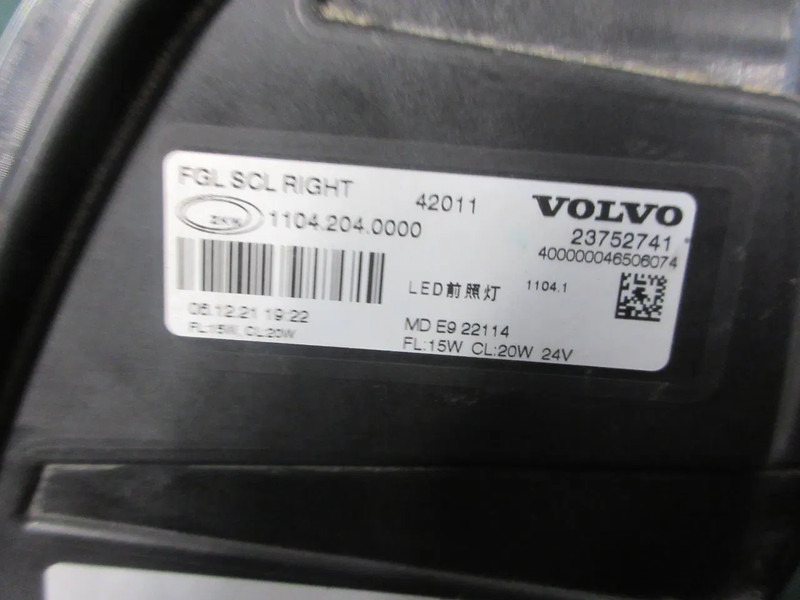 FGL SCL RIGHT 42011 VOLVO
ZKW 1104.204.0000 23752741
400000046506074
LED前照灯 1104.1
06.12.21 19:22 MD E9 22114
FL:15W CL:20W FL:15W CL:20W 24V